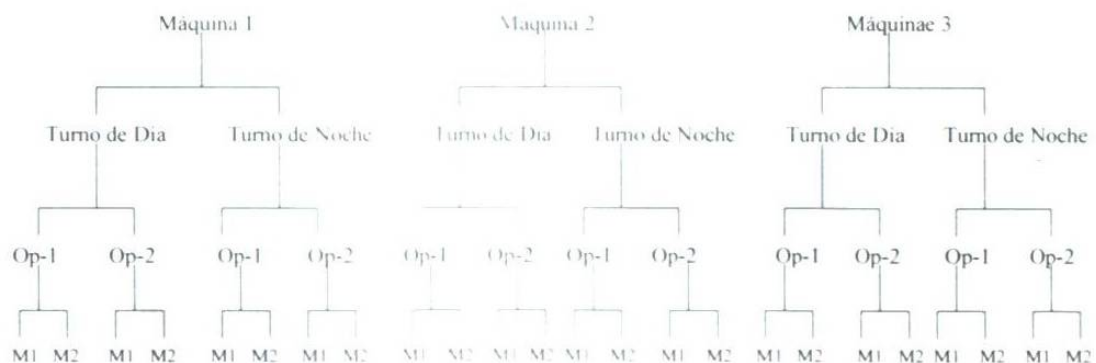 Máquina 1 Maquina 2 Máquinae 3
Turno de Dia Turno de Noche Turno de Dia Turno de Noche Turno de Dia Turno de Noche
Op-1 Op-2 Op-1 Op-2 Op-1 Op-2 Op-1 Op-2 Op-1 Op-2 Op-1 Op-2
M1 M2 M1 M2 M1 M2 M1 M2 M1 M2 M1 M2 M1 M2 M1 M2 M1 M2 M1 M2 M1 M2 M1 M2